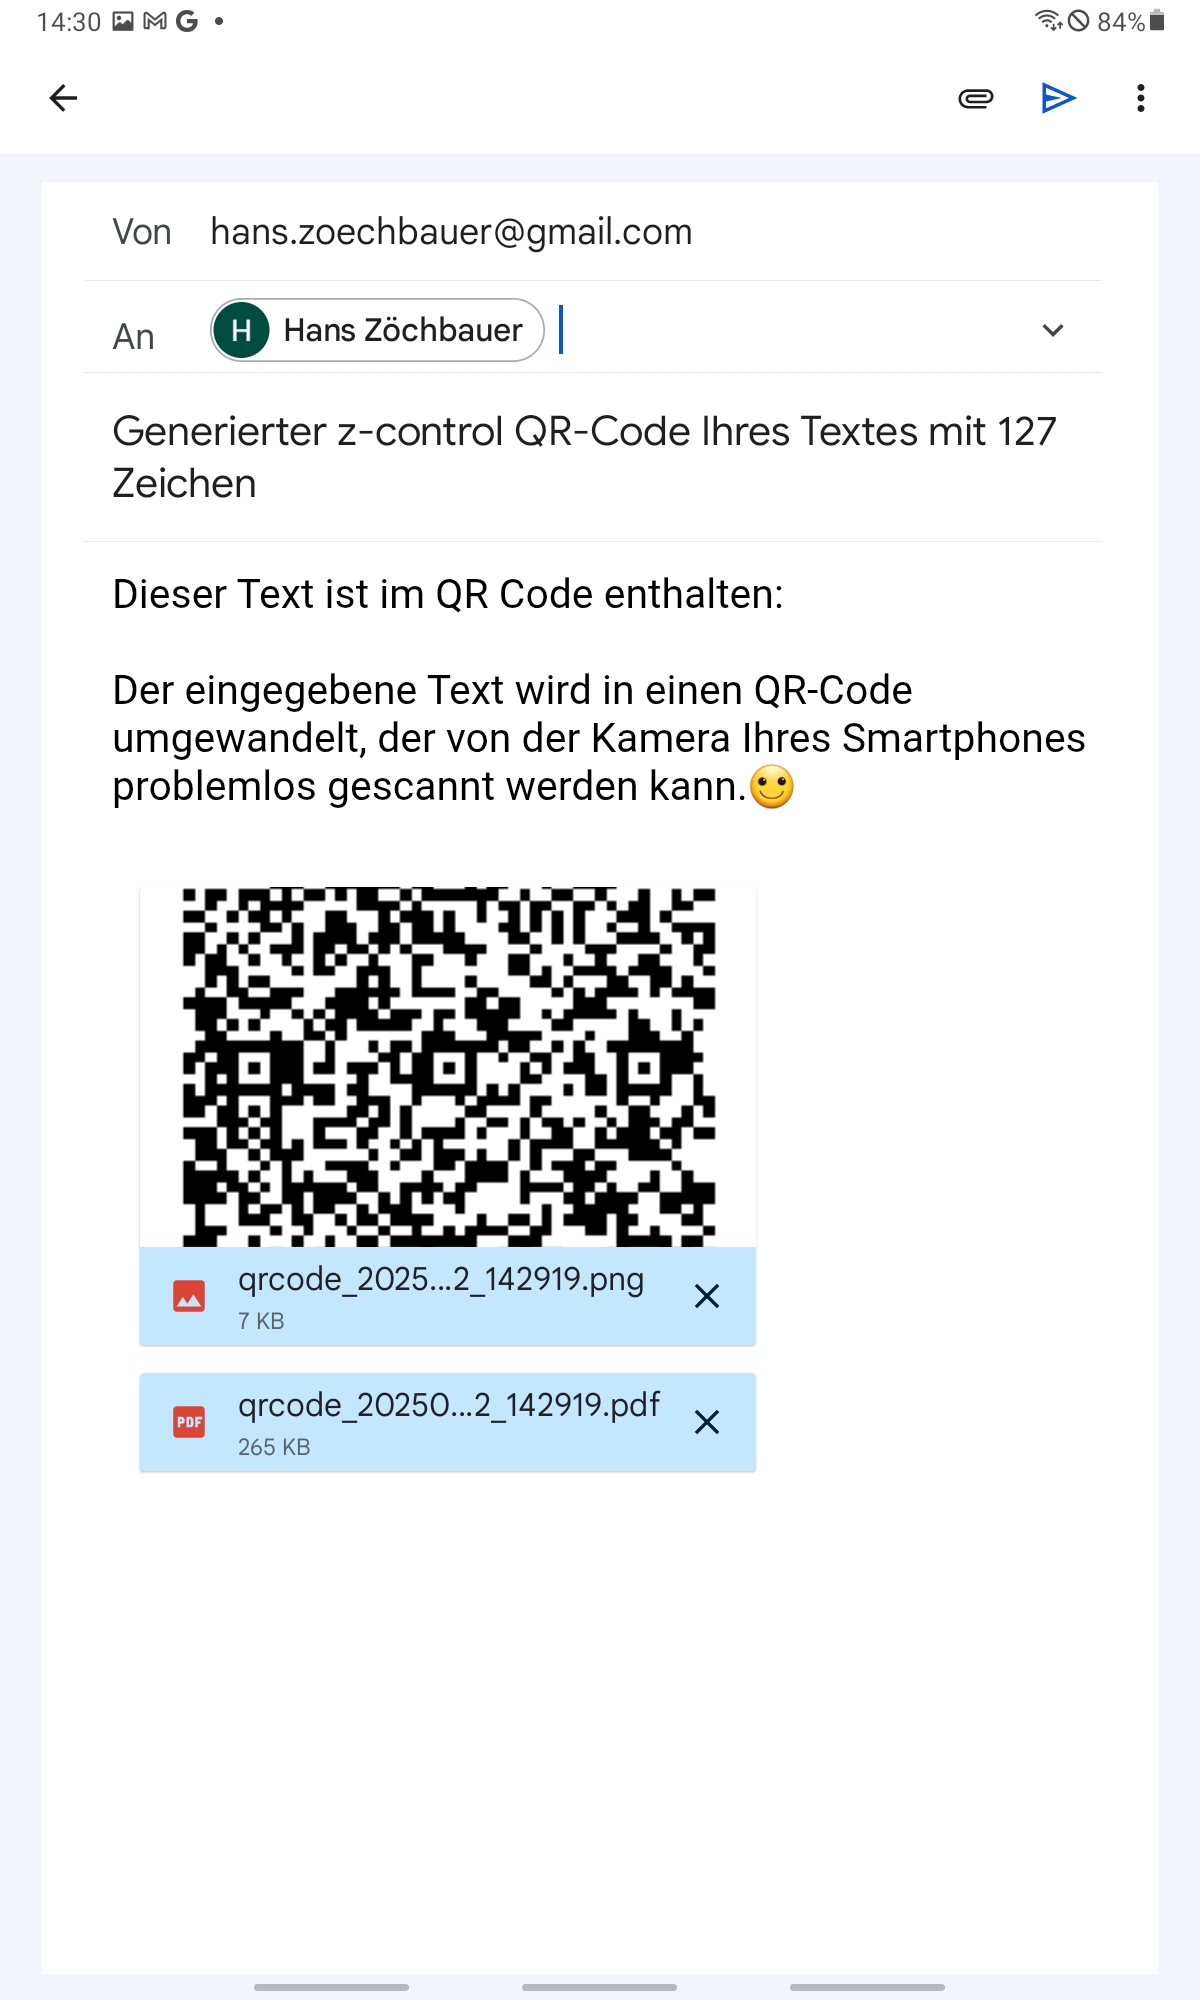 14:30
84%
Von hans.zoechbauer@gmail.com
An H Hans Zöchbauer
Generierter z-control QR-Code Ihres Textes mit 127
Zeichen
Dieser Text ist im QR Code enthalten:
Der eingegebene Text wird in einen QR-Code
umgewandelt, der von der Kamera Ihres Smartphones
problemlos gescannt werden kann.🙂
qrcode_2025...2_142919.png
7 KB
PDF qrcode_20250...2_142919.pdf
265 KB